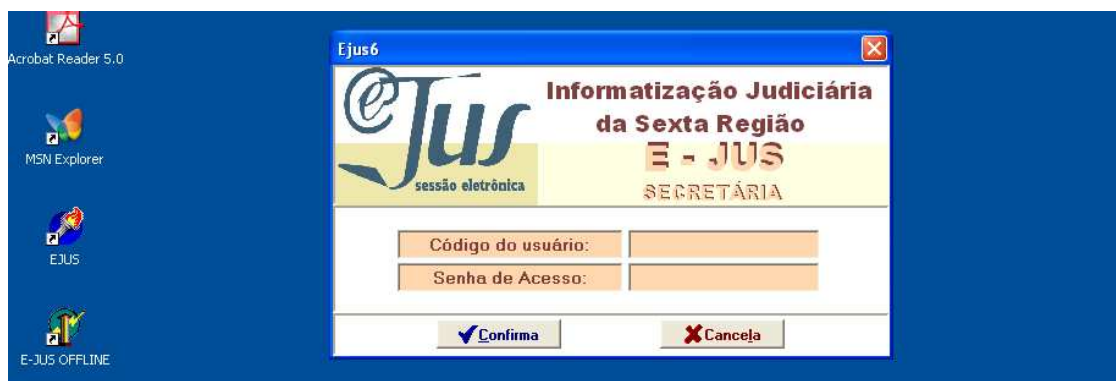 Acrobat Reader 5.0
MSN Explorer
EJUS
E-JUS OFFLINE
Ejus6
eJus
sessão eletrônica
Informatização Judiciária
da Sexta Região
E - JUS
SECRETÁRIA
Código do usuário:
Senha de Acesso:
Confirma
Cancela